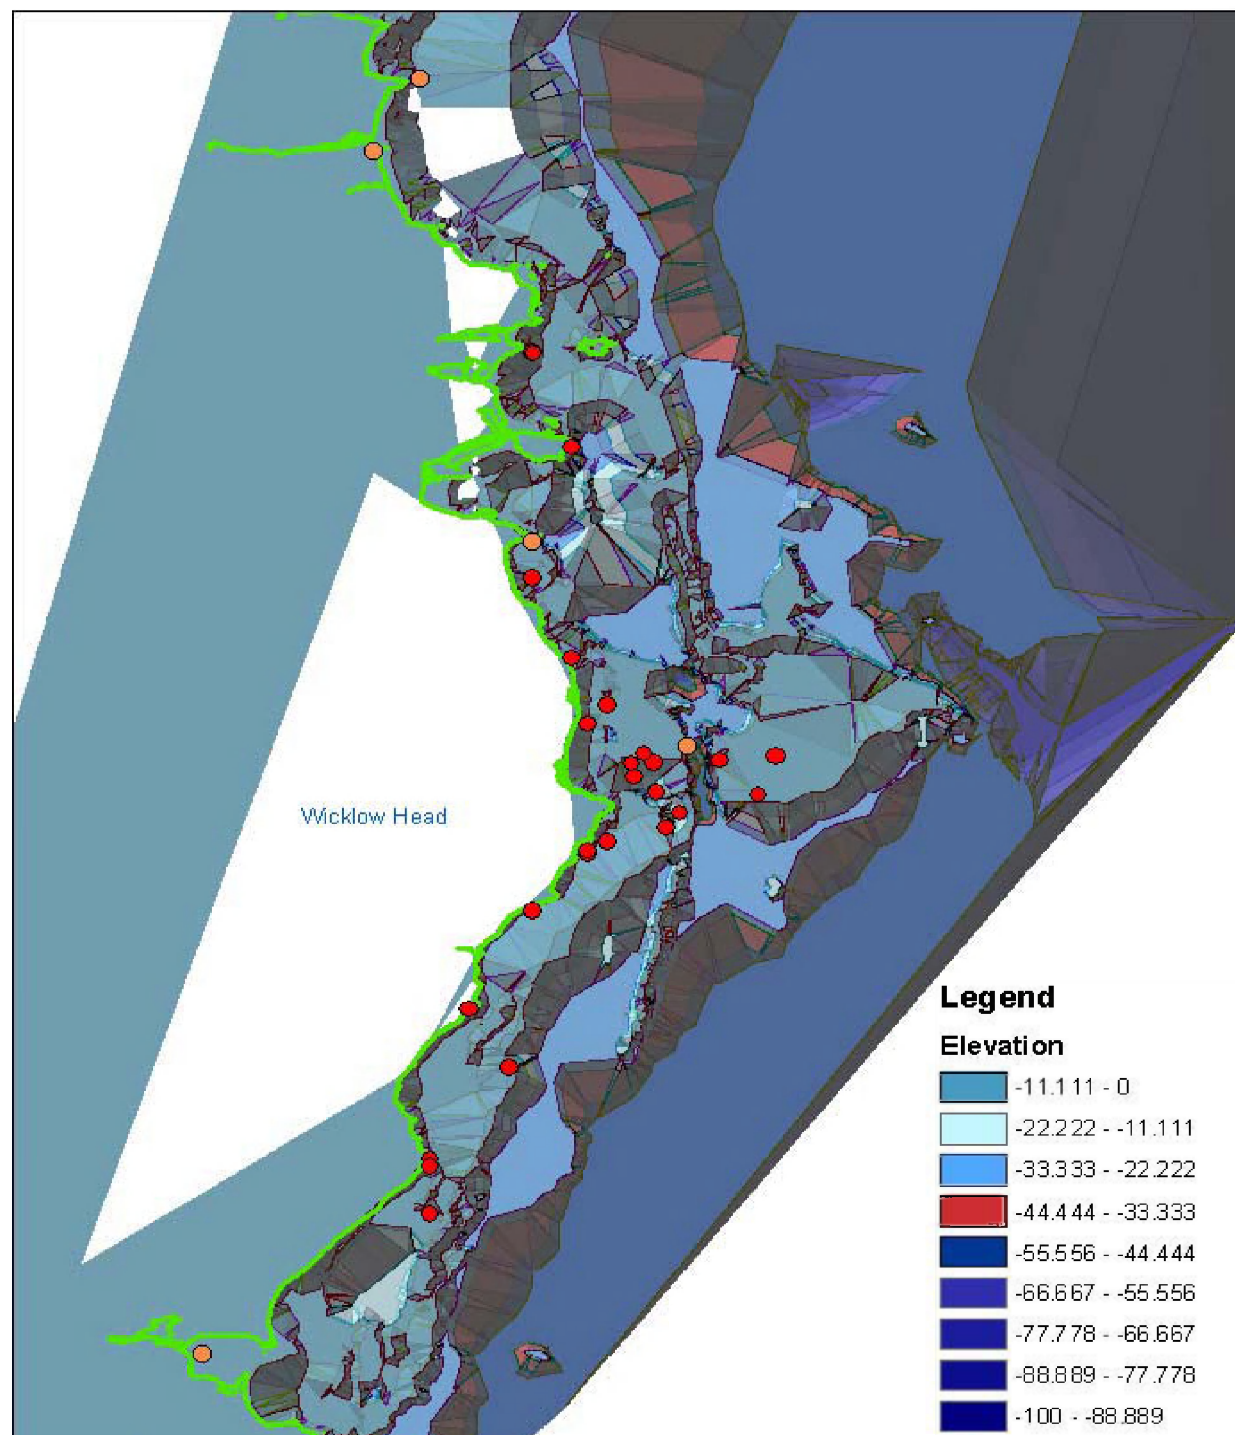 Wicklow Head
Legend
Elevation
-11.111 - 0
-22.222 - -11.111
-33.333 - -22.222
-44.444 - -33.333
-55.556 - -44.444
-66.667 - -55.556
-77.778 - -66.667
-88.889 - -77.778
-100 - -88.889